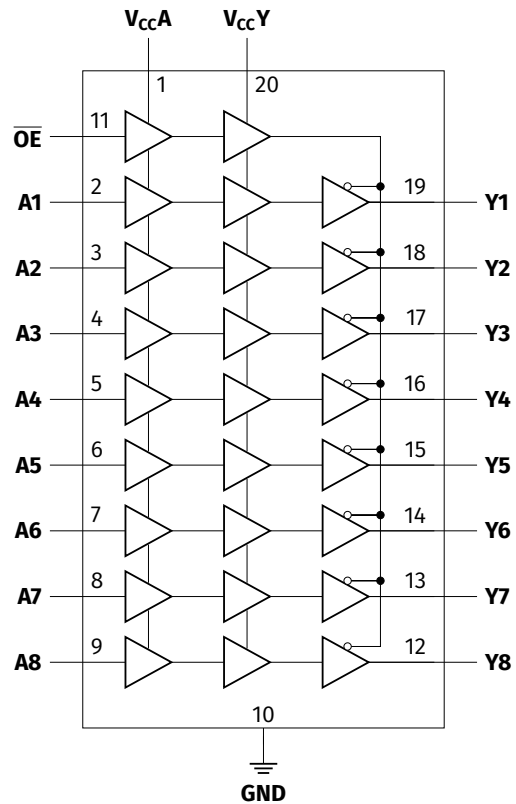 VCCA VCCY
1 20
OE 11
A1 2 19 Y1
A2 3 18 Y2
A3 4 17 Y3
A4 5 16 Y4
A5 6 15 Y5
A6 7 14 Y6
A7 8 13 Y7
A8 9 12 Y8
10
GND